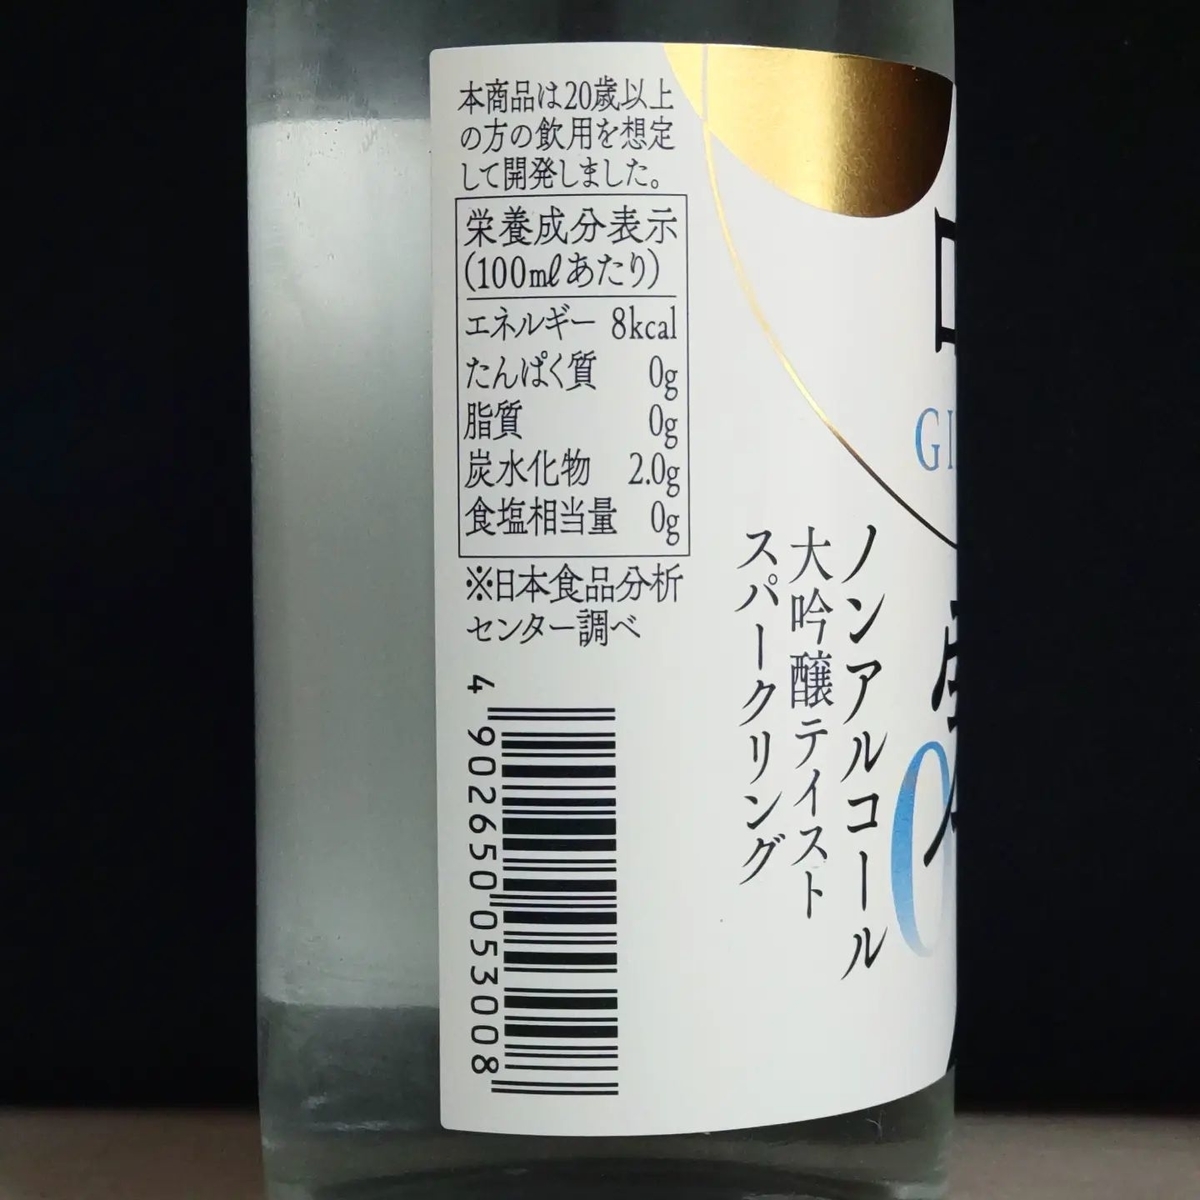 本商品は20歳以上
の方の飲用を想定
して開発しました。
栄養成分表示
(100mlあたり)
エネルギー 8kcal
たんぱく質 0g
脂質 0g
炭水化物 2.0g
食塩相当量 0g
※日本食品分析
センター調べ
4 902650 053008
GI
ノンアルコール
大吟醸テイスト
スパークリング
0